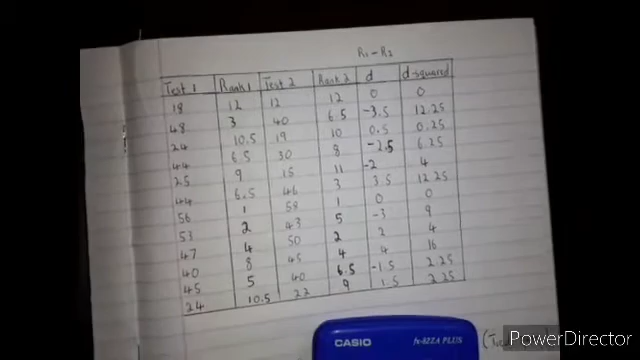 R1 - R2
Test 1 Rank 1 Test 2 Rank 2 d d-squared
18 12 12 12 0 0
48 3 40 6.5 -3.5 12.25
24 10.5 19 10 0.5 0.25
44 6.5 30 8 -2.5 6.25
25 9 15 11 -2 4
44 6.5 46 3 3.5 12.25
56 1 59 1 0 0
53 2 43 5 -3 9
47 4 50 2 2 4
40 8 45 4 4 16
45 5 40 6.5 -1.5 2.25
24 10.5 22 9 1.5 2.25
CASIO fx-82ZA PLUS
PowerDirector